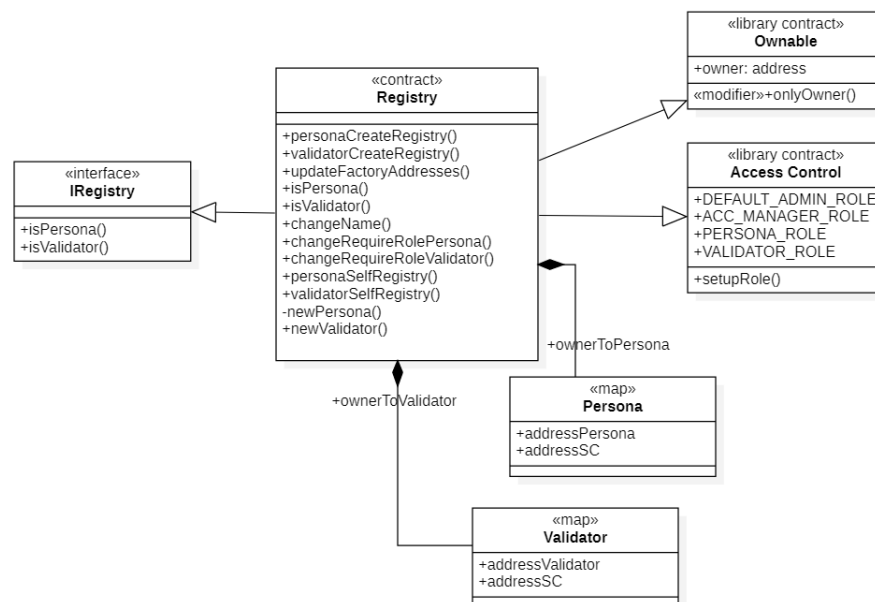 «library contract»
Ownable
+owner: address
«modifier»+onlyOwner()
«contract»
Registry
+personaCreateRegistry()
+validatorCreateRegistry()
+updateFactoryAddresses()
+isPersona()
+isValidator()
+changeName()
+changeRequireRolePersona()
+changeRequireRoleValidator()
+personaSelfRegistry()
+validatorSelfRegistry()
-newPersona()
+newValidator()
«interface»
IRegistry
+isPersona()
+isValidator()
«library contract»
Access Control
+DEFAULT_ADMIN_ROLE
+ACC_MANAGER_ROLE
+PERSONA_ROLE
+VALIDATOR_ROLE
+setupRole()
+ownerToPersona
+ownerToValidator
«map»
Persona
+addressPersona
+addressSC
«map»
Validator
+addressValidator
+addressSC